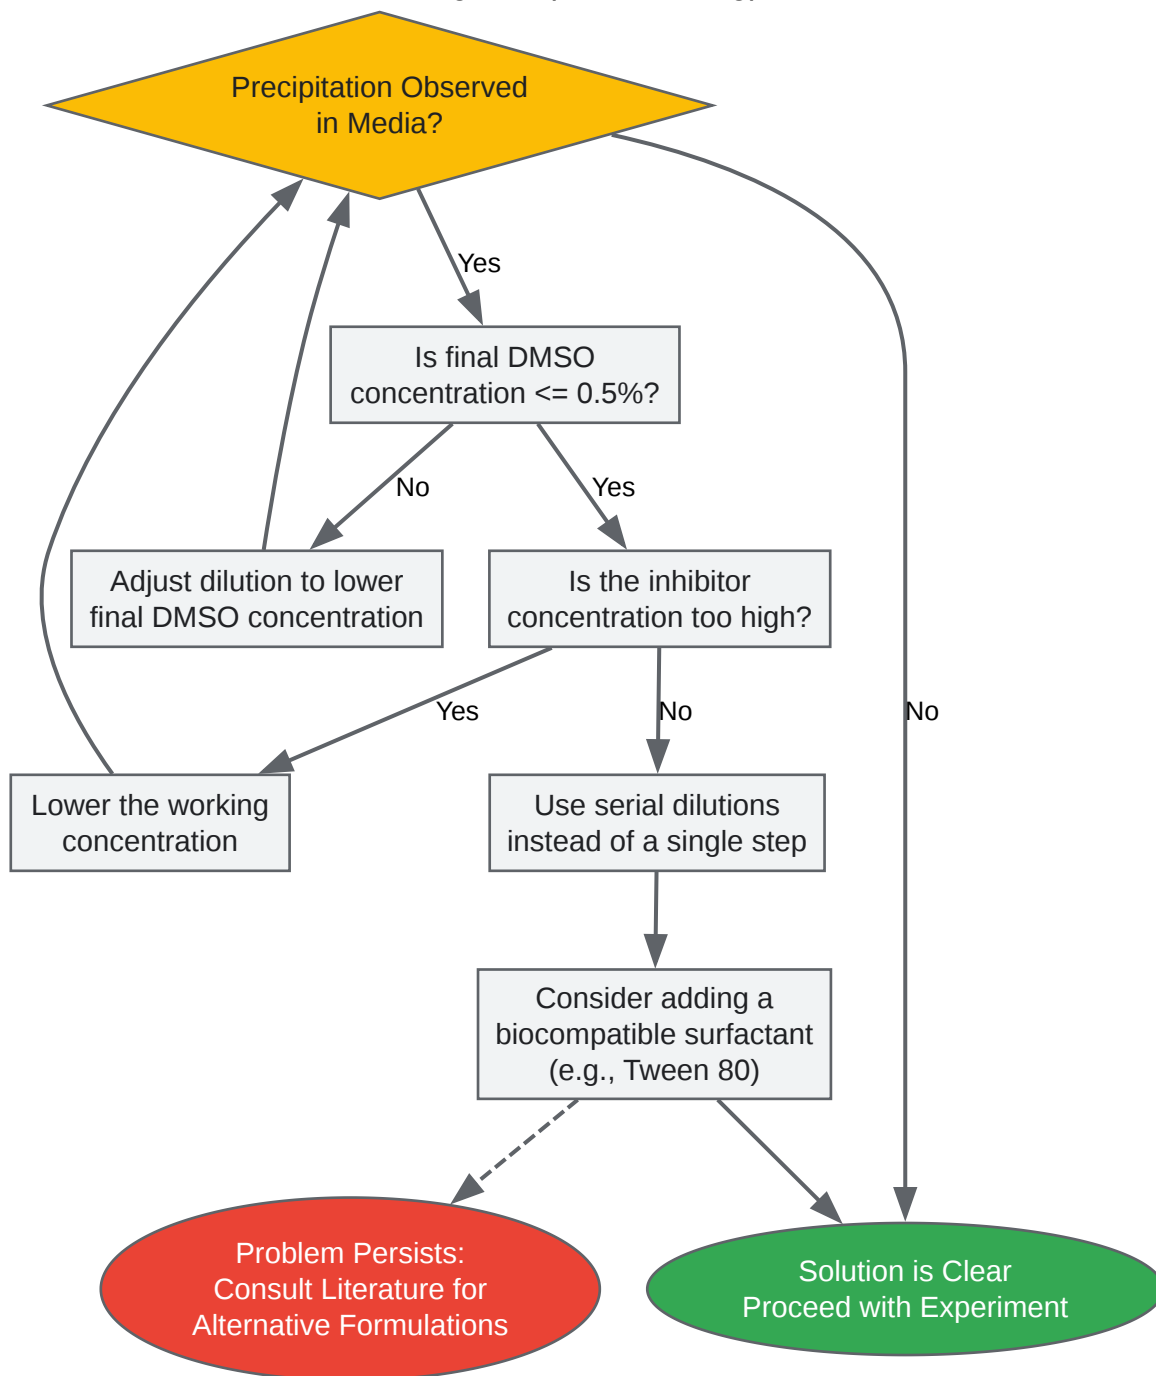 Precipitation Observed
in Media?
Yes
No
Is final DMSO
concentration <= 0.5%?
No
Yes
Adjust dilution to lower
final DMSO concentration
Is the inhibitor
concentration too high?
Yes
No
Lower the working
concentration
Use serial dilutions
instead of a single step
Consider adding a
biocompatible surfactant
(e.g., Tween 80)
Problem Persists:
Consult Literature for
Alternative Formulations
Solution is Clear
Proceed with Experiment